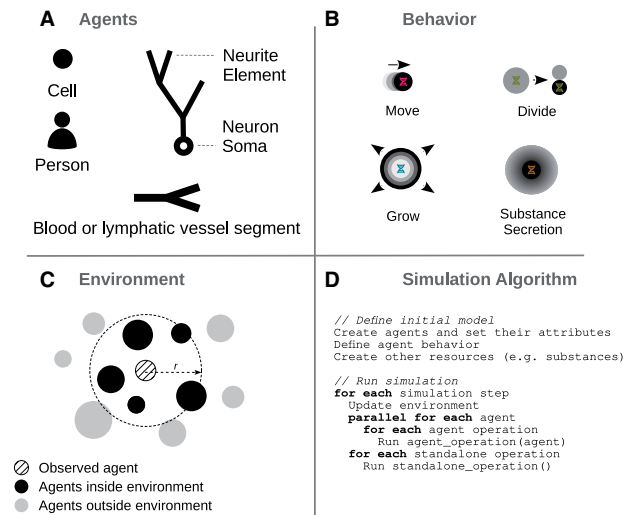 A Agents
Neurite
Element
Cell
Neuron
Soma
Person
Blood or lymphatic vessel segment
B Behavior
Move
Divide
Grow
Substance
Secretion
C Environment
r
Observed agent
Agents inside environment
Agents outside environment
D Simulation Algorithm
// Define initial model
Create agents and set their attributes
Define agent behavior
Create other resources (e.g. substances)
// Run simulation
for each simulation step
Update environment
parallel for each agent
for each agent operation
Run agent_operation(agent)
for each standalone operation
Run standalone_operation()